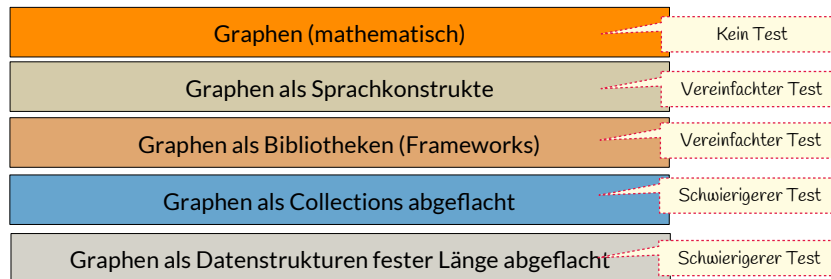 Graphen (mathematisch)
Kein Test
Graphen als Sprachkonstrukte
Vereinfachter Test
Graphen als Bibliotheken (Frameworks)
Vereinfachter Test
Graphen als Collections abgeflacht
Schwierigerer Test
Graphen als Datenstrukturen fester Länge abgeflacht
Schwierigerer Test